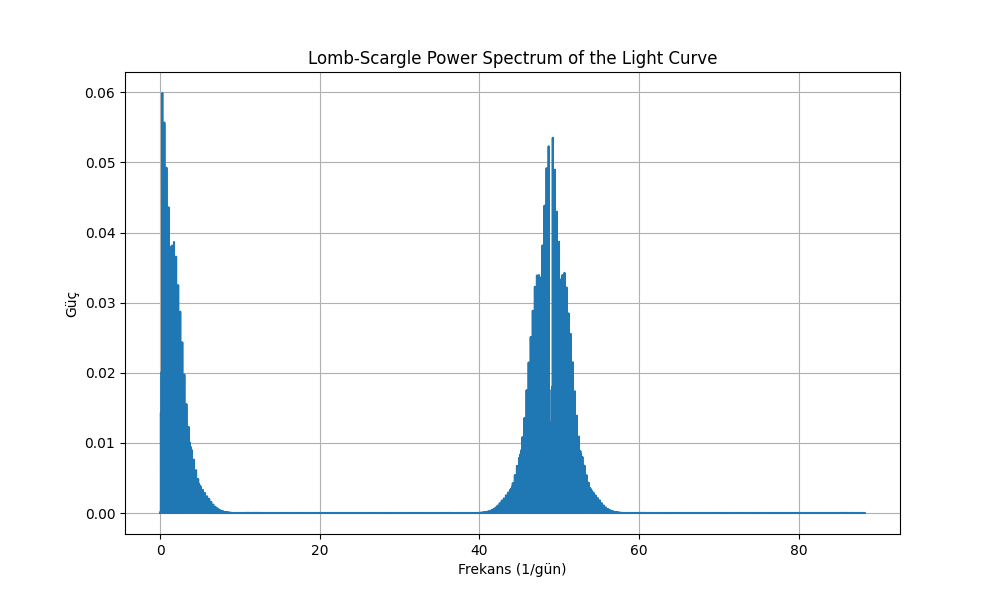 Lomb-Scargle Power Spectrum of the Light Curve
0.06
0.05
0.04
0.03
0.02
0.01
0.00
Güç
0 20 40 60 80
Frekans (1/gün)